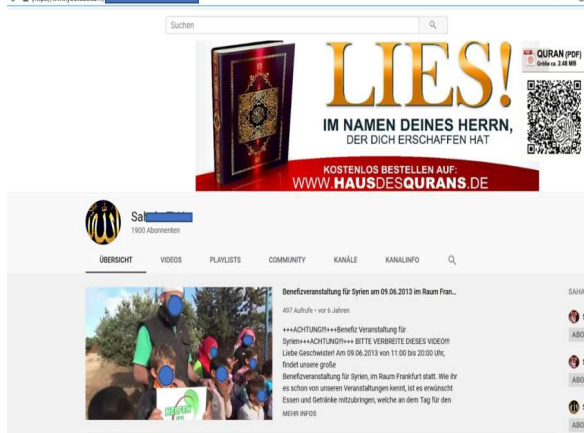 Suchen
LIES!
IM NAMEN DEINES HERRN,
DER DICH ERSCHAFFEN HAT
KOSTENLOS BESTELLEN AUF:
WWW.HAUSDESQURANS.DE
QURAN (PDF)
Größe ca. 2.48 MB
1900 Abonnenten
ÜBERSICHT VIDEOS PLAYLISTS COMMUNITY KANÄLE KANALINFO
Benefizveranstaltung für Syrien am 09.06.2013 im Raum Fran...
497 Aufrufe • vor 6 Jahren
+++ACHTUNG!!!+++Benefiz Veranstaltung für
Syrien+++ACHTUNG!!!+++ BITTE VERBREITE DIESES VIDEO!!!
Liebe Geschwister! Am 09.06.2013 von 11:00 bis 20:00 Uhr,
findet unsere große
Benefizveranstaltung für Syrien, im Raum Frankfurt statt. Wie ihr
es schon von unseren Veranstaltungen kennt, ist es erwünscht
Essen und Getränke mitzubringen, welche an dem Tag für den
MEHR INFOS
HELFEN
SAHA
S
ABO
S
ABO
S
ABO